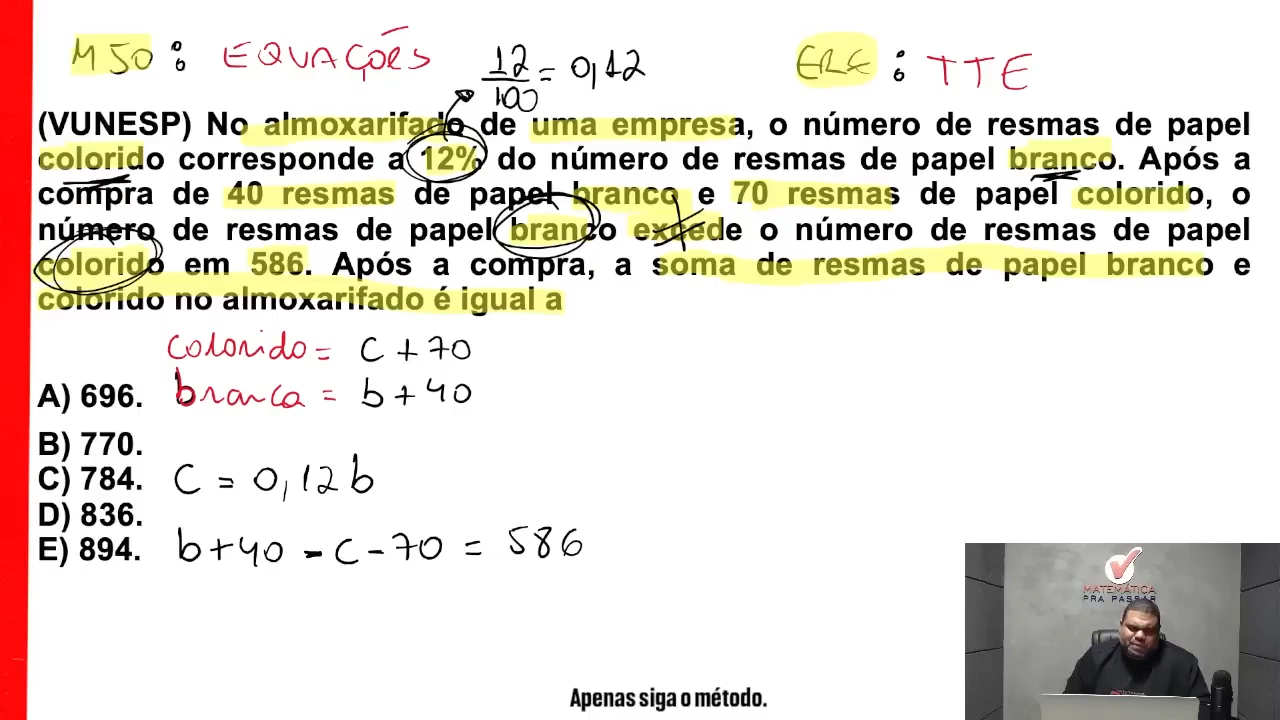 M50 : EQUAÇÕES
12/100 = 0,12
ERE : TTE
(VUNESP) No almoxarifado de uma empresa, o número de resmas de papel
colorido corresponde a 12% do número de resmas de papel branco. Após a
compra de 40 resmas de papel branco e 70 resmas de papel colorido, o
número de resmas de papel branco excede o número de resmas de papel
colorido em 586. Após a compra, a soma de resmas de papel branco e
colorido no almoxarifado é igual a
colorido = c + 70
A) 696. branca = b + 40
B) 770.
C) 784. C = 0,12b
D) 836.
E) 894. b + 40 - c - 70 = 586
MATEMÁTICA
PRA PASSAR
Apenas siga o método.